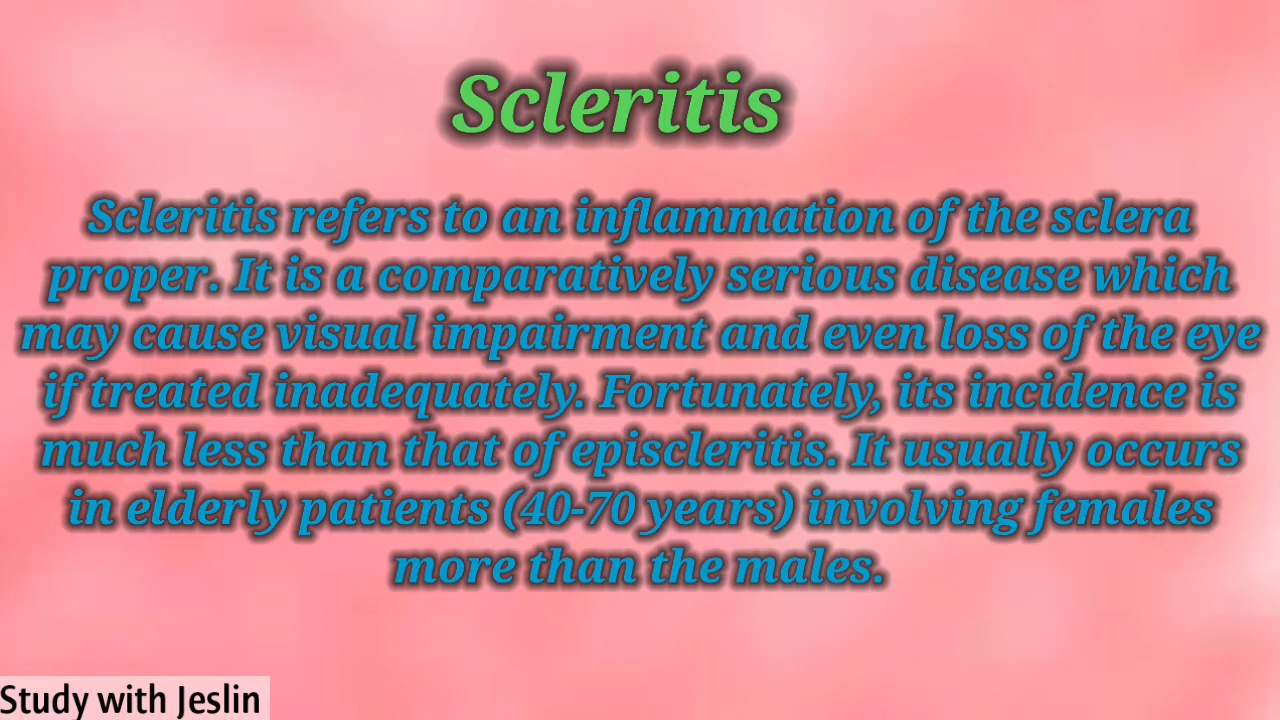 Scleritis
Scleritis refers to an inflammation of the sclera
proper. It is a comparatively serious disease which
may cause visual impairment and even loss of the eye
if treated inadequately. Fortunately, its incidence is
much less than that of episcleritis. It usually occurs
in elderly patients (40-70 years) involving females
more than the males.
Study with Jeslin